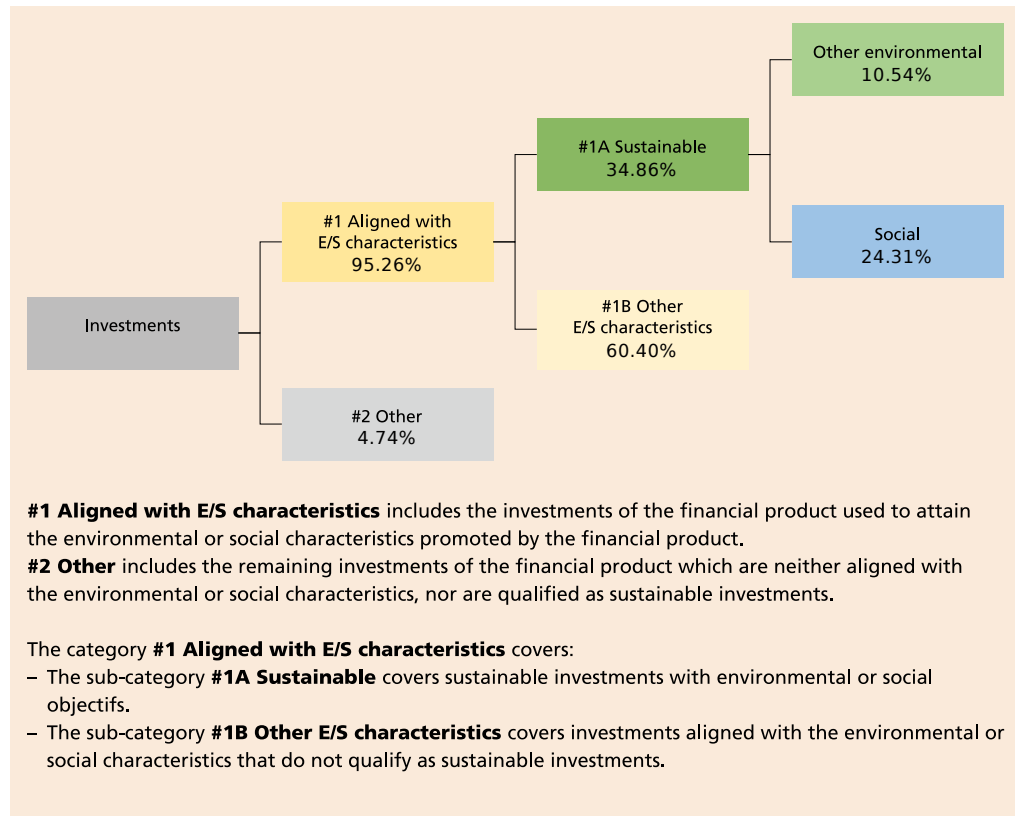 Other environmental
10.54%
#1A Sustainable
34.86%
#1 Aligned with
E/S characteristics
95.26%
Social
24.31%
Investments
#1B Other
E/S characteristics
60.40%
#2 Other
4.74%
#1 Aligned with E/S characteristics includes the investments of the financial product used to attain
the environmental or social characteristics promoted by the financial product.
#2 Other includes the remaining investments of the financial product which are neither aligned with
the environmental or social characteristics, nor are qualified as sustainable investments.
The category #1 Aligned with E/S characteristics covers:
– The sub-category #1A Sustainable covers sustainable investments with environmental or social
objectifs.
– The sub-category #1B Other E/S characteristics covers investments aligned with the environmental or
social characteristics that do not qualify as sustainable investments.